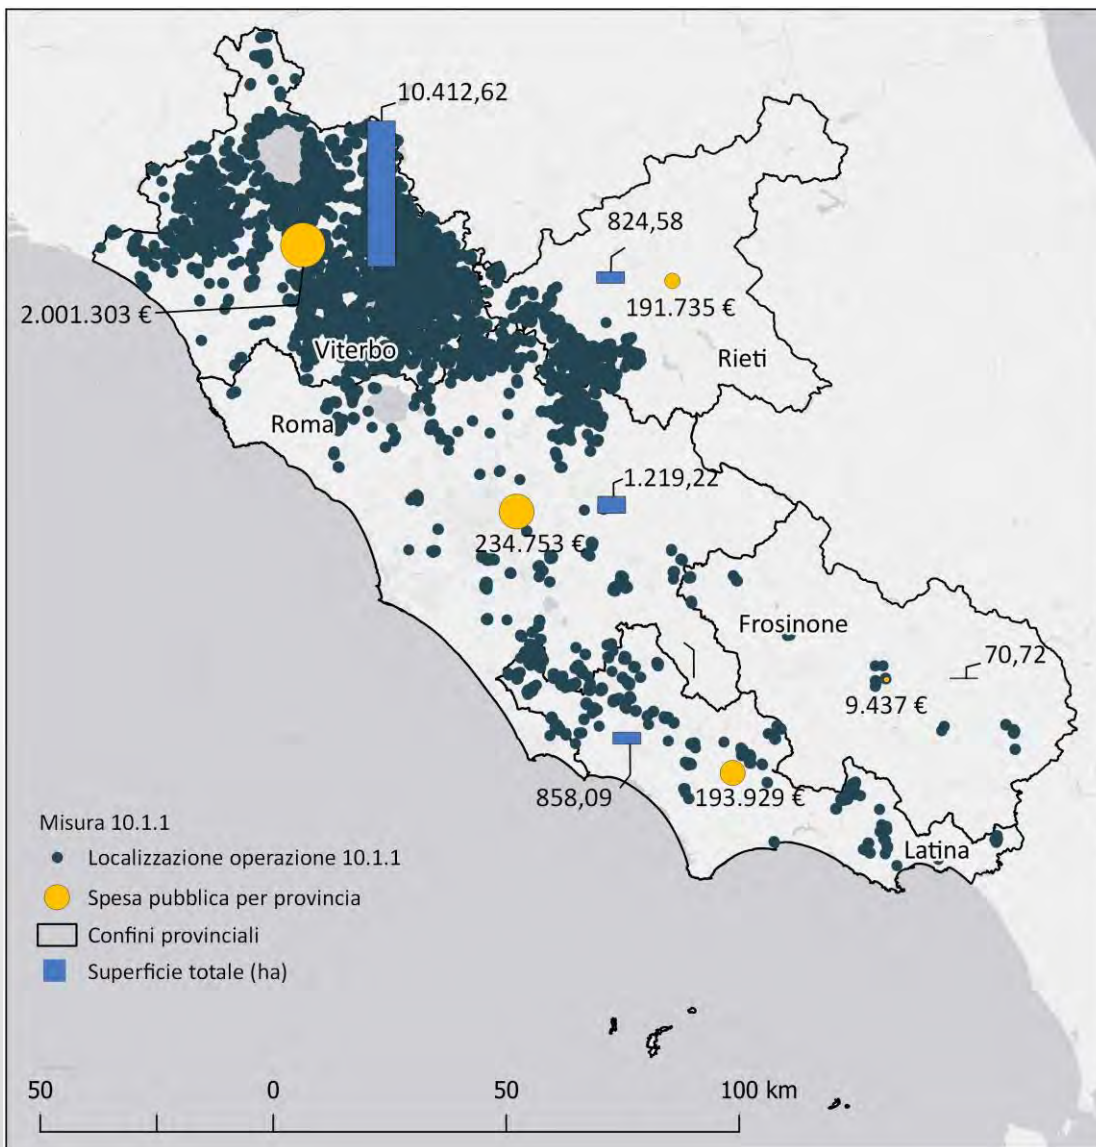 10.412,62
824,58
2.001.303 €
191.735 €
Viterbo
Rieti
Roma
1.219,22
234.753 €
Frosinone
70,72
9.437 €
858,09
193.929 €
Latina
Misura 10.1.1
Localizzazione operazione 10.1.1
Spesa pubblica per provincia
Confini provinciali
Superficie totale (ha)
50 0 50 100 km